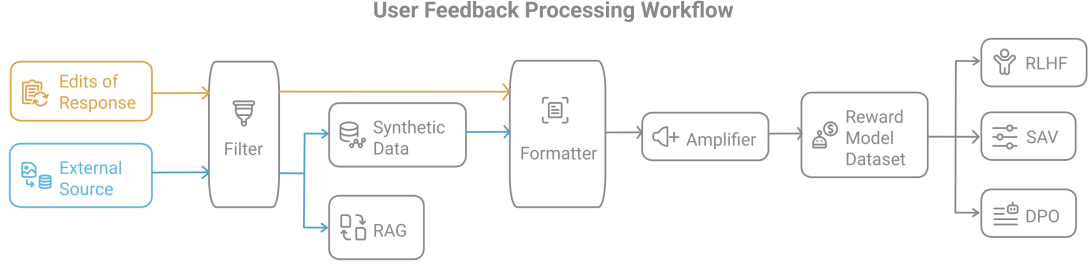 User Feedback Processing Workflow
Edits of
Response
External
Source
Filter
Synthetic
Data
RAG
Formatter
Amplifier
Reward
Model
Dataset
RLHF
SAV
DPO